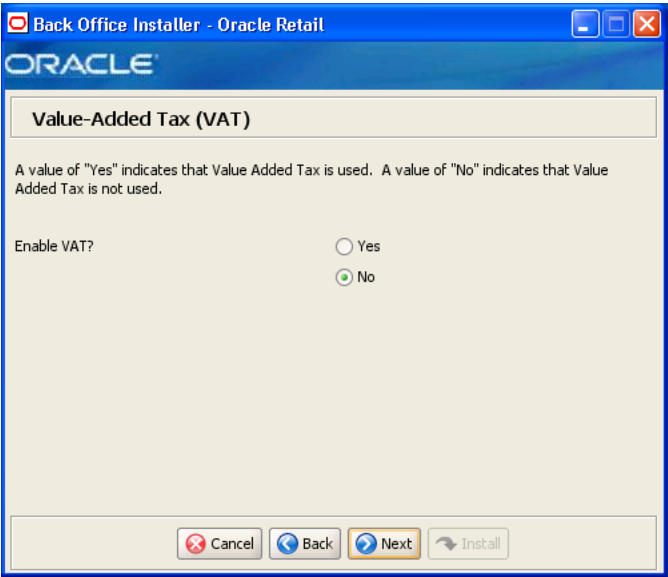 Back Office Installer - Oracle Retail
ORACLE
Value-Added Tax (VAT)
A value of "Yes" indicates that Value Added Tax is used.  A value of "No" indicates that Value
Added Tax is not used.
Enable VAT?
Yes
No
Cancel Back Next Install